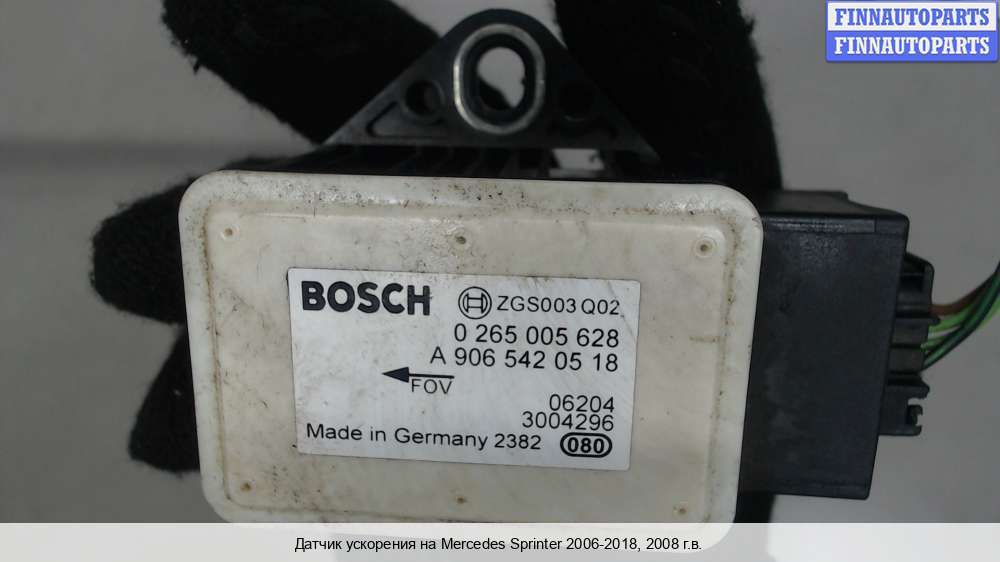 FINNAUTOPARTS
FINNAUTOPARTS
BOSCH ZGS003 Q02
0 265 005 628
A 906 542 05 18
FOV
06204
3004296
Made in Germany 2382 080
Датчик ускорения на Mercedes Sprinter 2006-2018, 2008 г.в.